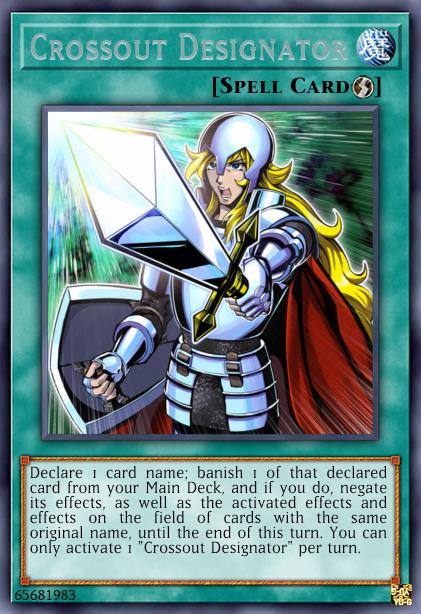 Crossout Designator 魔
[Spell Card]
Declare 1 card name; banish 1 of that declared
card from your Main Deck, and if you do, negate
its effects, as well as the activated effects and
effects on the field of cards with the same
original name, until the end of this turn. You can
only activate 1 "Crossout Designator" per turn.
65681983